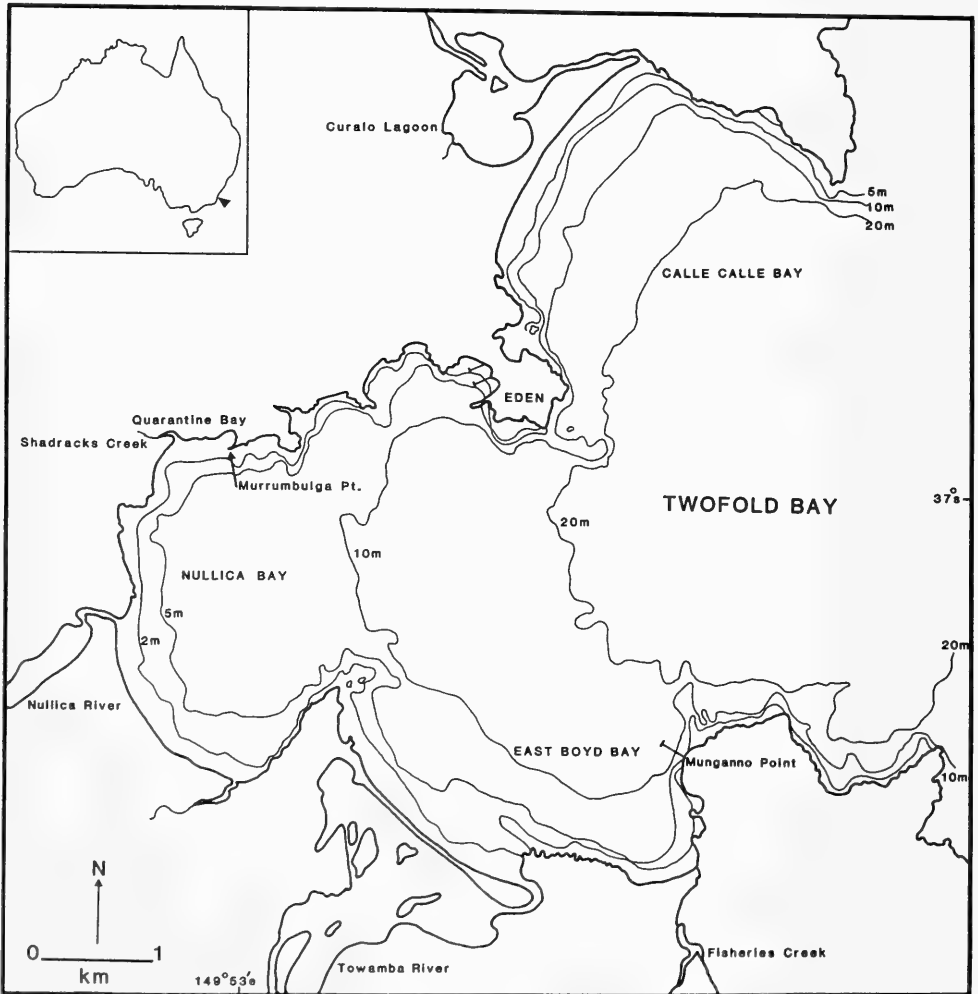 Curalo Lagoon
5m
10m
20m
CALLE CALLE BAY
EDEN
Quarantine Bay
Shadracks Creek
Murrumbulga Pt.
TWOFOLD BAY
37°s
20m
10m
NULLICA BAY
5m
2m
20m
Nullica River
EAST BOYD BAY
Munganno Point
10m
N
0 1
km
149°53'e
Towamba River
Fisheries Creek